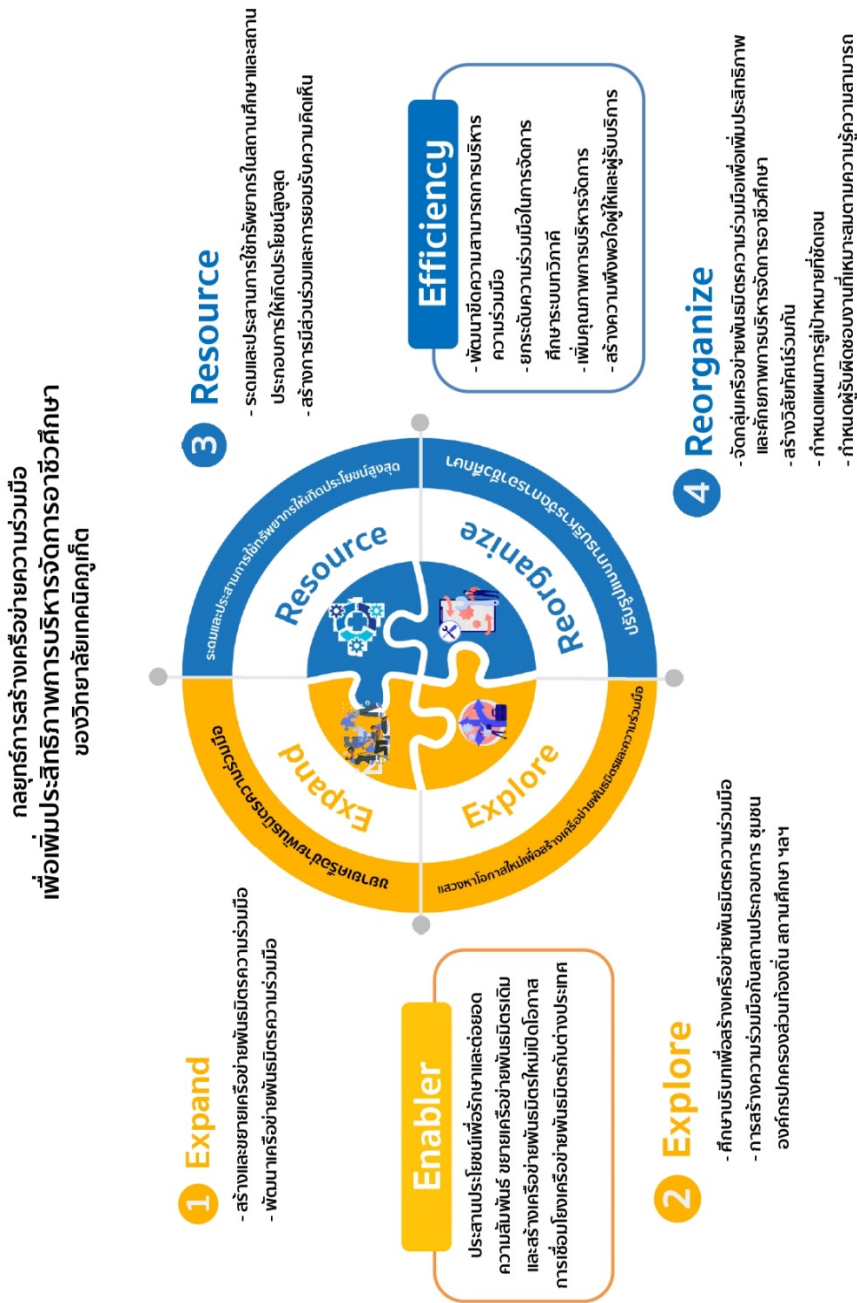 กลยุทธ์การสร้างเครือข่ายความร่วมมือ
เพื่อเพิ่มประสิทธิภาพการบริหารจัดการอาชีวศึกษา
ของวิทยาลัยเทคนิคภูเก็ต
1 Expand
- สร้างและขยายเครือข่ายพันธมิตรความร่วมมือ
- พัฒนาเครือข่ายพันธมิตรความร่วมมือ
Enabler
ประสานประโยชน์เพื่อรักษาและต่อยอด
ความสัมพันธ์ ขยายเครือข่ายพันธมิตรเดิม
และสร้างเครือข่ายพันธมิตรใหม่เปิดโอกาส
การเชื่อมโยงเครือข่ายพันธมิตรกับต่างประเทศ
2 Explore
- ศึกษาบริบทเพื่อสร้างเครือข่ายพันธมิตรความร่วมมือ
- การสร้างความร่วมมือกับสถานประกอบการ ชุมชน
องค์กรปกครองส่วนท้องถิ่น สถานศึกษา ฯลฯ
ขยายเครือข่ายพันธมิตรความร่วมมือ
Expand
ระดมและประสานการใช้ทรัพยากรให้เกิดประโยชน์สูงสุด
Resource
แสวงหาโอกาสใหม่เพื่อสร้างเครือข่ายพันธมิตรและความร่วมมือ
Explore
ปรับรูปแบบการบริหารจัดการอาชีวศึกษา
Reorganize
3 Resource
- ระดมและประสานการใช้ทรัพยากรในสถานศึกษาและสถาน
ประกอบการให้เกิดประโยชน์สูงสุด
- สร้างการมีส่วนร่วมและการยอมรับความคิดเห็น
Efficiency
- พัฒนาขีดความสามารถการบริหาร
ความร่วมมือ
- ยกระดับความร่วมมือในการจัดการ
ศึกษาระบบทวิภาคี
- เพิ่มคุณภาพการบริหารจัดการ
- สร้างความพึงพอใจผู้ให้และผู้รับบริการ
4 Reorganize
- จัดกลุ่มเครือข่ายพันธมิตรความร่วมมือเพื่อเพิ่มประสิทธิภาพ
และศักยภาพการบริหารจัดการอาชีวศึกษา
- สร้างวิสัยทัศน์ร่วมกัน
- กำหนดแผนการสู่เป้าหมายที่ชัดเจน
- กำหนดผู้รับผิดชอบงานที่เหมาะสมตามความรู้ความสามารถ